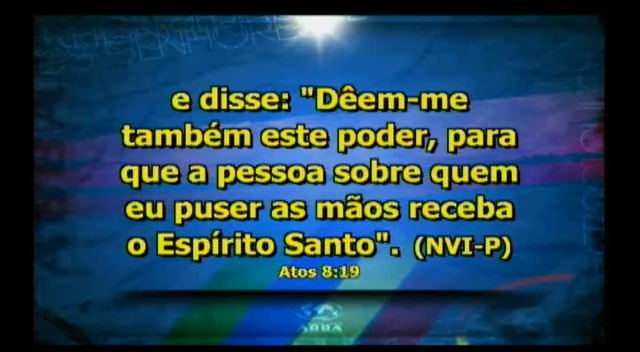 e disse: "Dêem-me
também este poder, para
que a pessoa sobre quem
eu puser as mãos receba
o Espírito Santo". (NVI-P)
Atos 8:19
ABBA